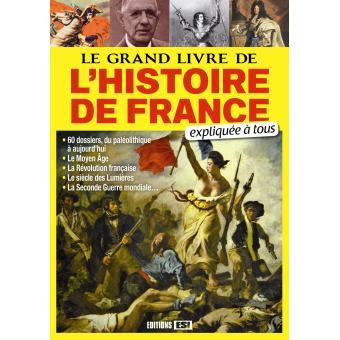 LE GRAND LIVRE DE
L'HISTOIRE
DE FRANCE
expliquée à tous
• 60 dossiers, du paléolithique
à aujourd'hui
• Le Moyen Âge
• La Révolution française
• Le siècle des Lumières
• La Seconde Guerre mondiale...
EDITIONS ESI